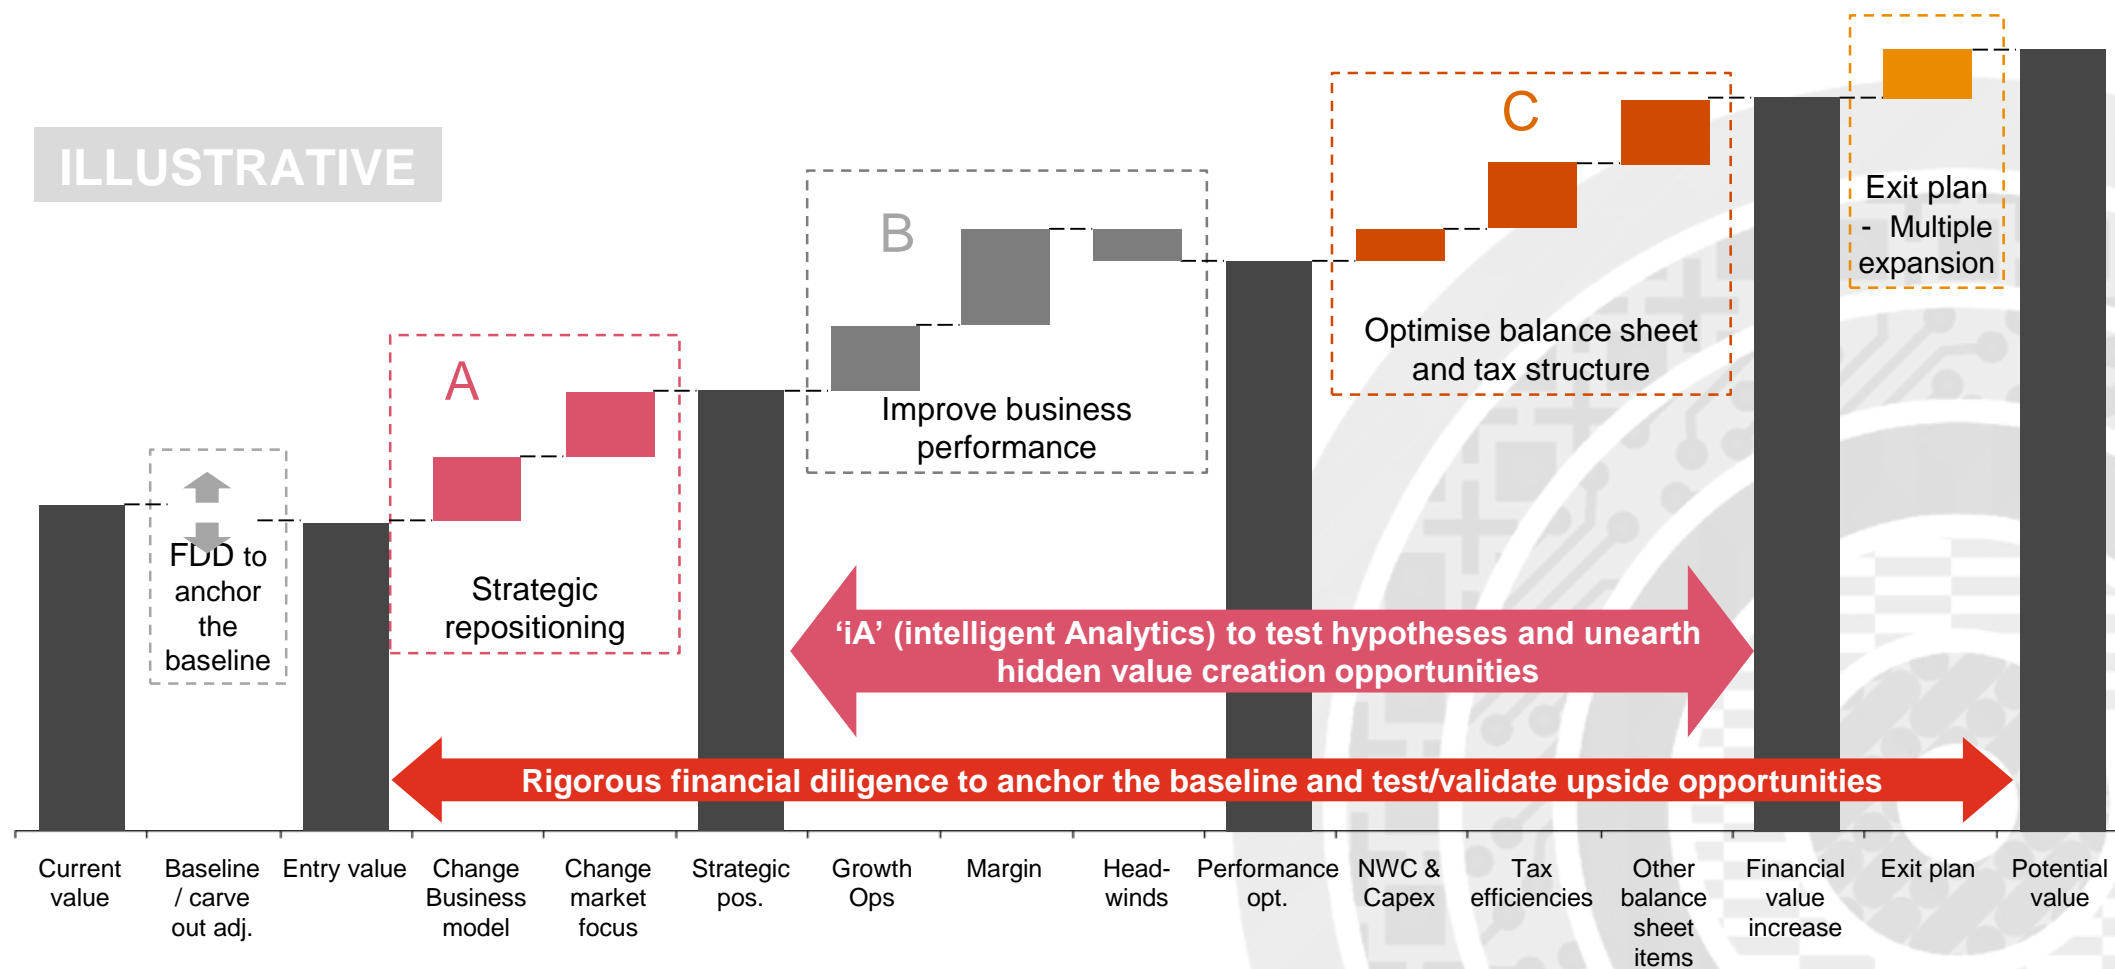 ILLUSTRATIVE
FDD to
anchor
the
baseline
A
Strategic
repositioning
B
Improve business
performance
C
Optimise balance sheet
and tax structure
Exit plan
- Multiple
expansion
‘iA’ (intelligent Analytics) to test hypotheses and unearth
hidden value creation opportunities
Rigorous financial diligence to anchor the baseline and test/validate upside opportunities
Current
value
Baseline
/ carve
out adj.
Entry value
Change
Business
model
Change
market
focus
Strategic
pos.
Growth
Ops
Margin
Head-
winds
Performance
opt.
NWC &
Capex
Tax
efficiencies
Other
balance
sheet
items
Financial
value
increase
Exit plan
Potential
value